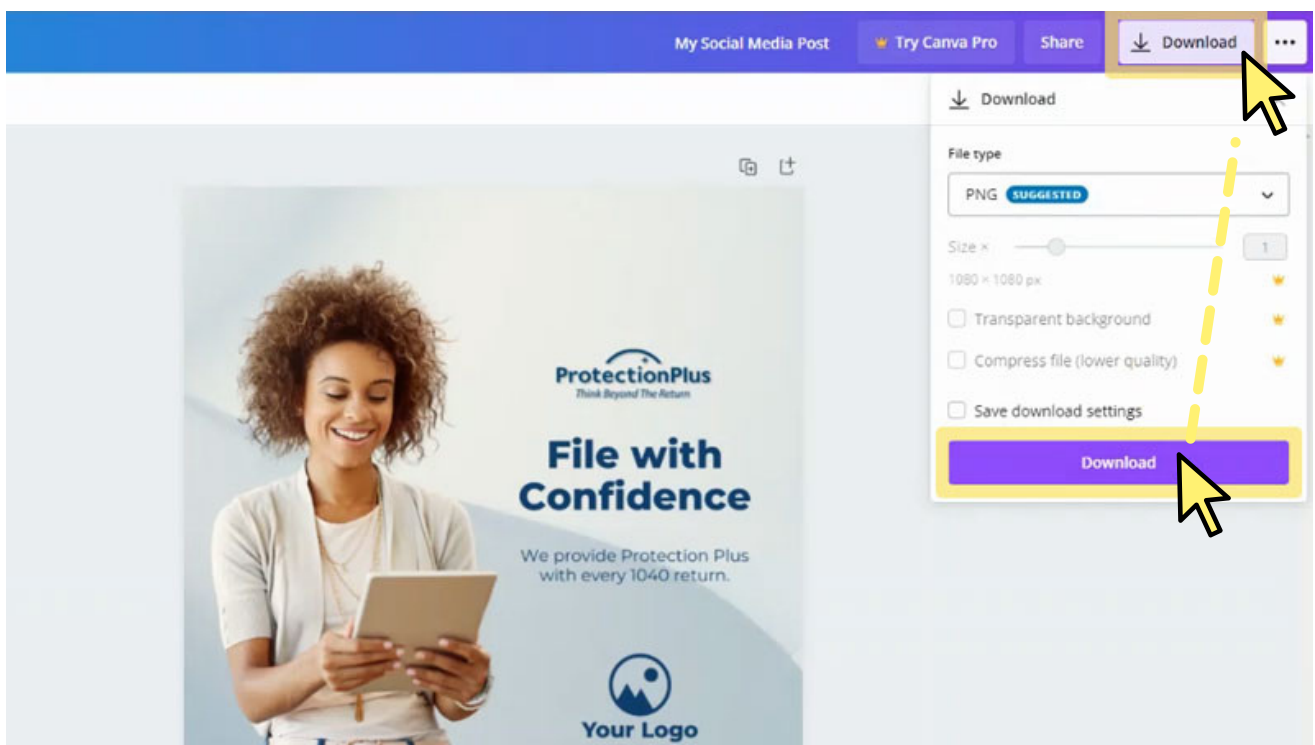 My Social Media Post
Try Canva Pro
Share
Download
Download
File type
PNG SUGGESTED
Size ×
1
1080 × 1080 px
Transparent background
Compress file (lower quality)
Save download settings
Download
ProtectionPlus
Think Beyond The Return
File with
Confidence
We provide Protection Plus
with every 1040 return.
Your Logo